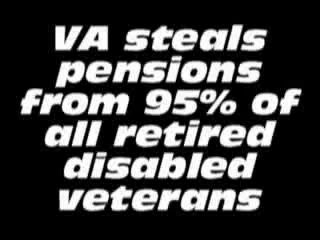 VA steals
pensions
from 95% of
all retired
disabled
veterans